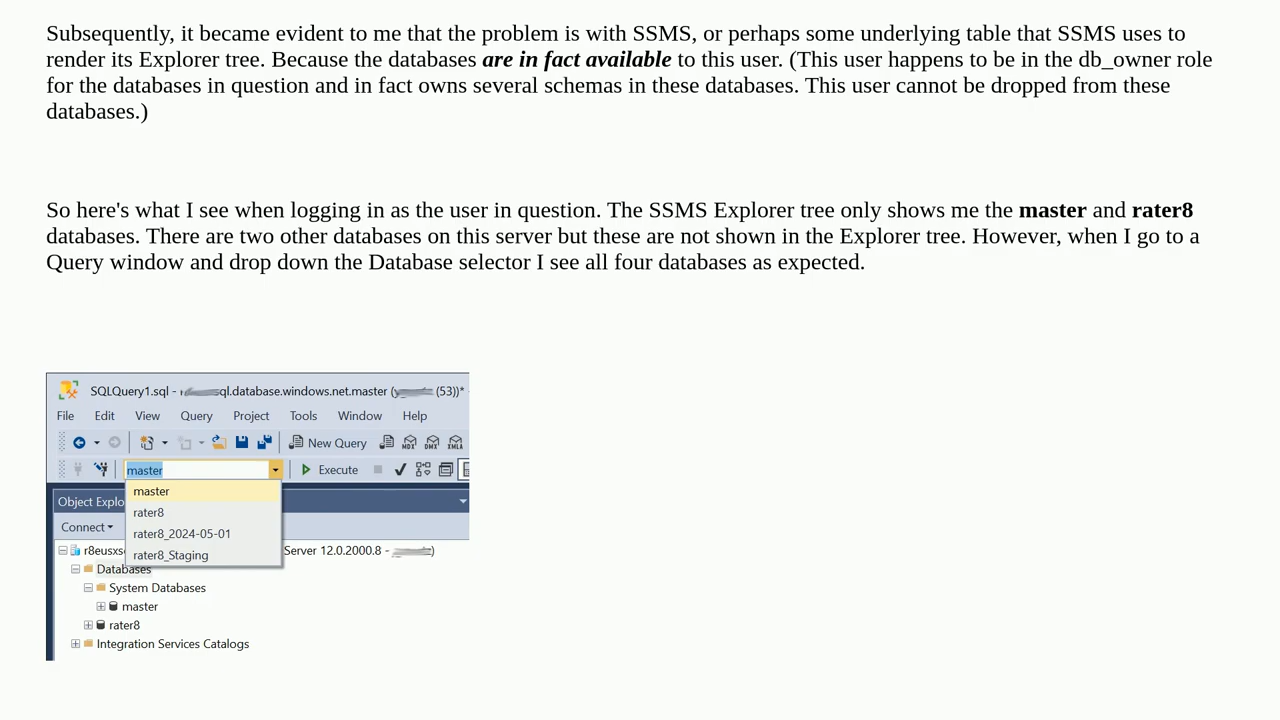 Subsequently, it became evident to me that the problem is with SSMS, or perhaps some underlying table that SSMS uses to
render its Explorer tree. Because the databases are in fact available to this user. (This user happens to be in the db_owner role
for the databases in question and in fact owns several schemas in these databases. This user cannot be dropped from these
databases.)
So here's what I see when logging in as the user in question. The SSMS Explorer tree only shows me the master and rater8
databases. There are two other databases on this server but these are not shown in the Explorer tree. However, when I go to a
Query window and drop down the Database selector I see all four databases as expected.
SQLQuery1.sql - sql.database.windows.net.master (y (53))*
File Edit View Query Project Tools Window Help
New Query MDX DMX XMLA
master Execute
master
Object Explo
rater8
Connect
rater8_2024-05-01
r8eusxs Server 12.0.2000.8 - )
rater8_Staging
Databases
System Databases
master
rater8
Integration Services Catalogs